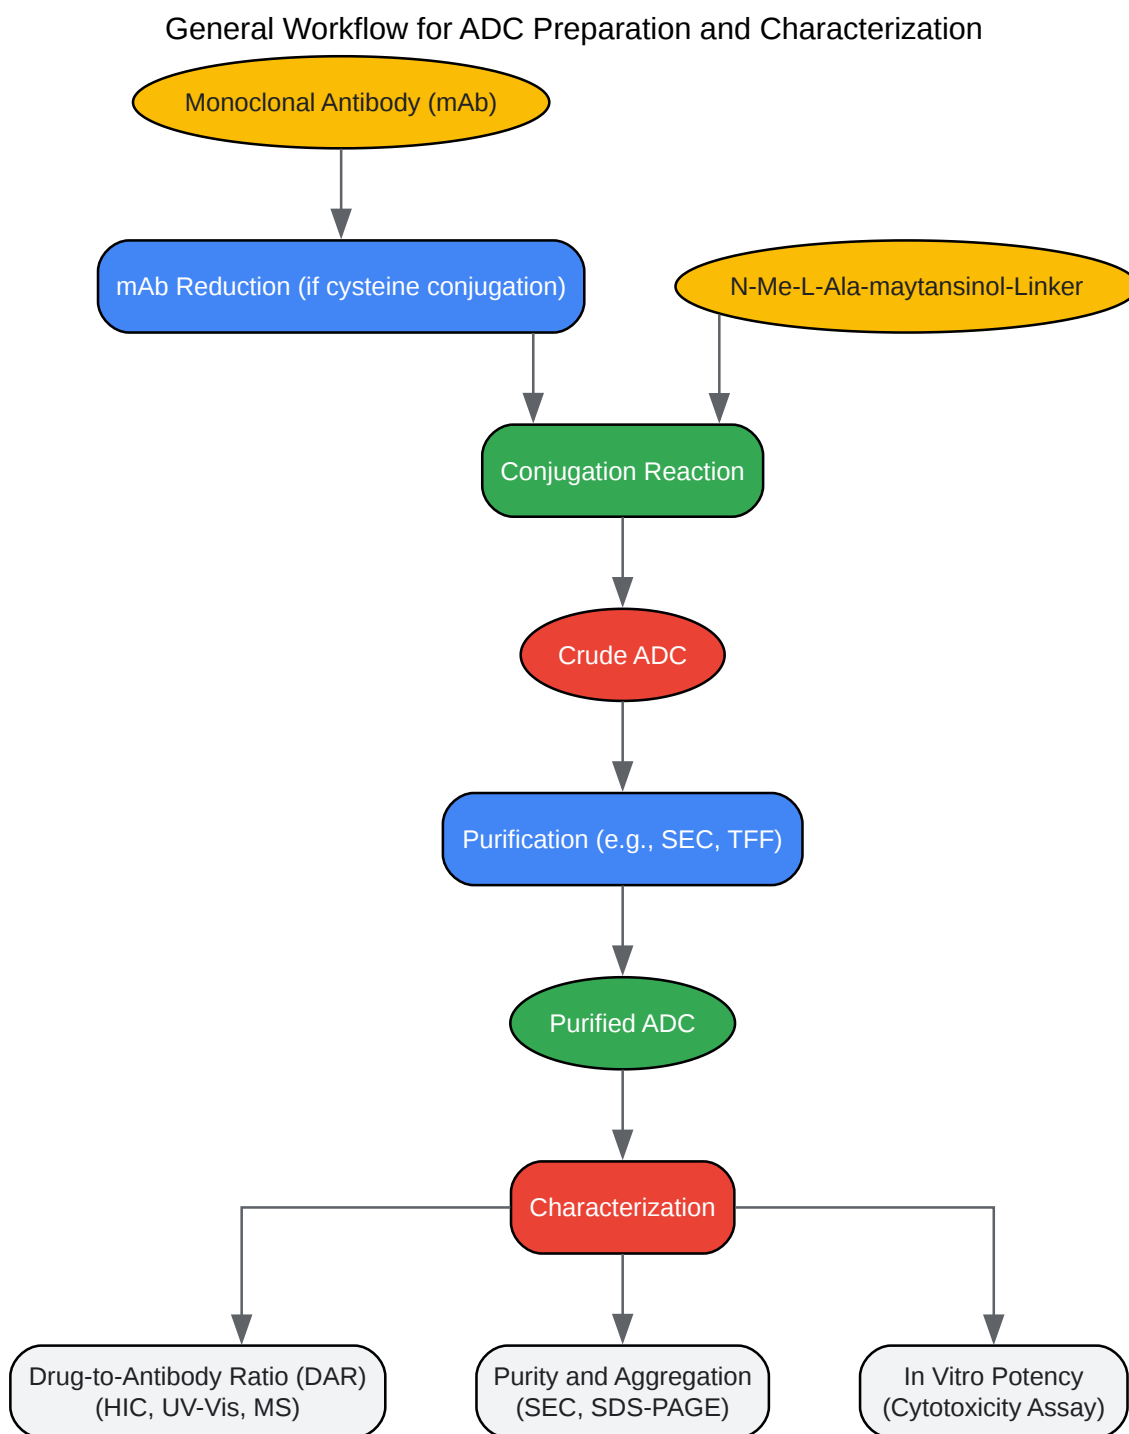 General Workflow for ADC Preparation and Characterization
Monoclonal Antibody (mAb)
mAb Reduction (if cysteine conjugation)
N-Me-L-Ala-maytansinol-Linker
Conjugation Reaction
Crude ADC
Purification (e.g., SEC, TFF)
Purified ADC
Characterization
Drug-to-Antibody Ratio (DAR)
(HIC, UV-Vis, MS)
Purity and Aggregation
(SEC, SDS-PAGE)
In Vitro Potency
(Cytotoxicity Assay)